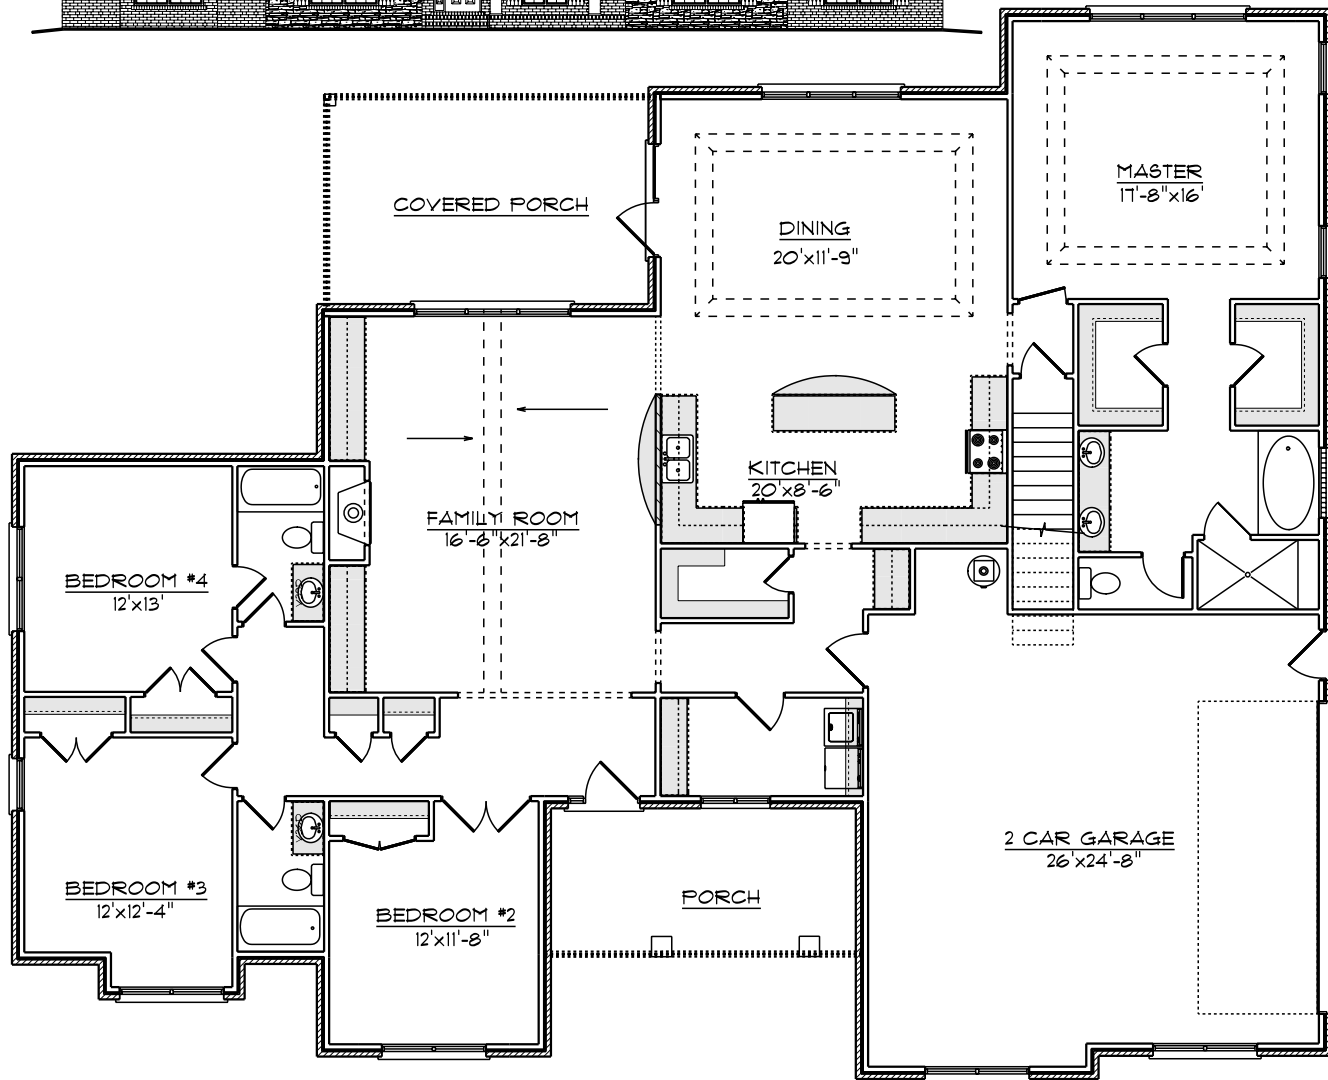 MASTER
17'-8"x16'
COVERED PORCH
DINING
20'x11'-9"
KITCHEN
20'x8'-6"
FAMILY ROOM
16'-6"x21'-8"
BEDROOM #4
12'x13'
2 CAR GARAGE
26'x24'-8"
BEDROOM #3
12'x12'-4"
PORCH
BEDROOM #2
12'x11'-8"